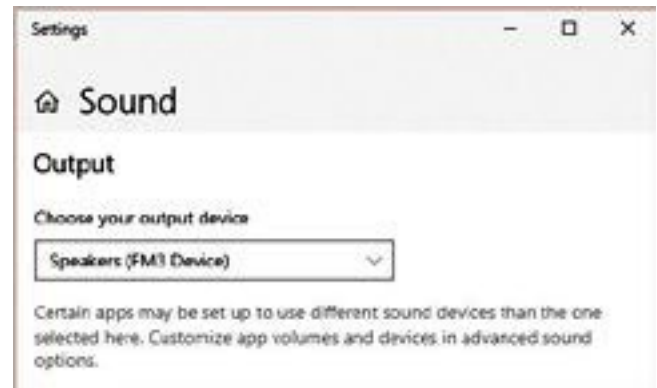 Settings
Sound
Output
Choose your output device
Speakers (FM3 Device)
Certain apps may be set up to use different sound devices than the one
selected here. Customize app volumes and devices in advanced sound
options.